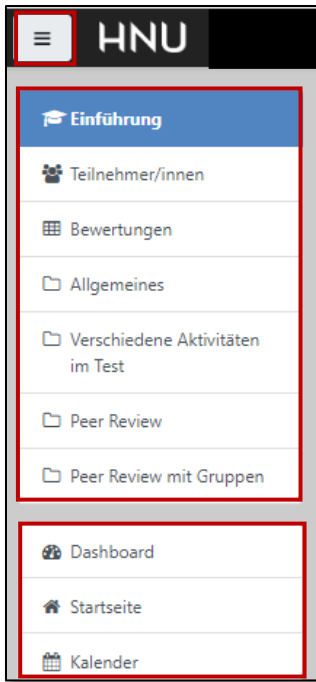 HNU
Einführung
Teilnehmer/innen
Bewertungen
Allgemeines
Verschiedene Aktivitäten
im Test
Peer Review
Peer Review mit Gruppen
Dashboard
Startseite
Kalender